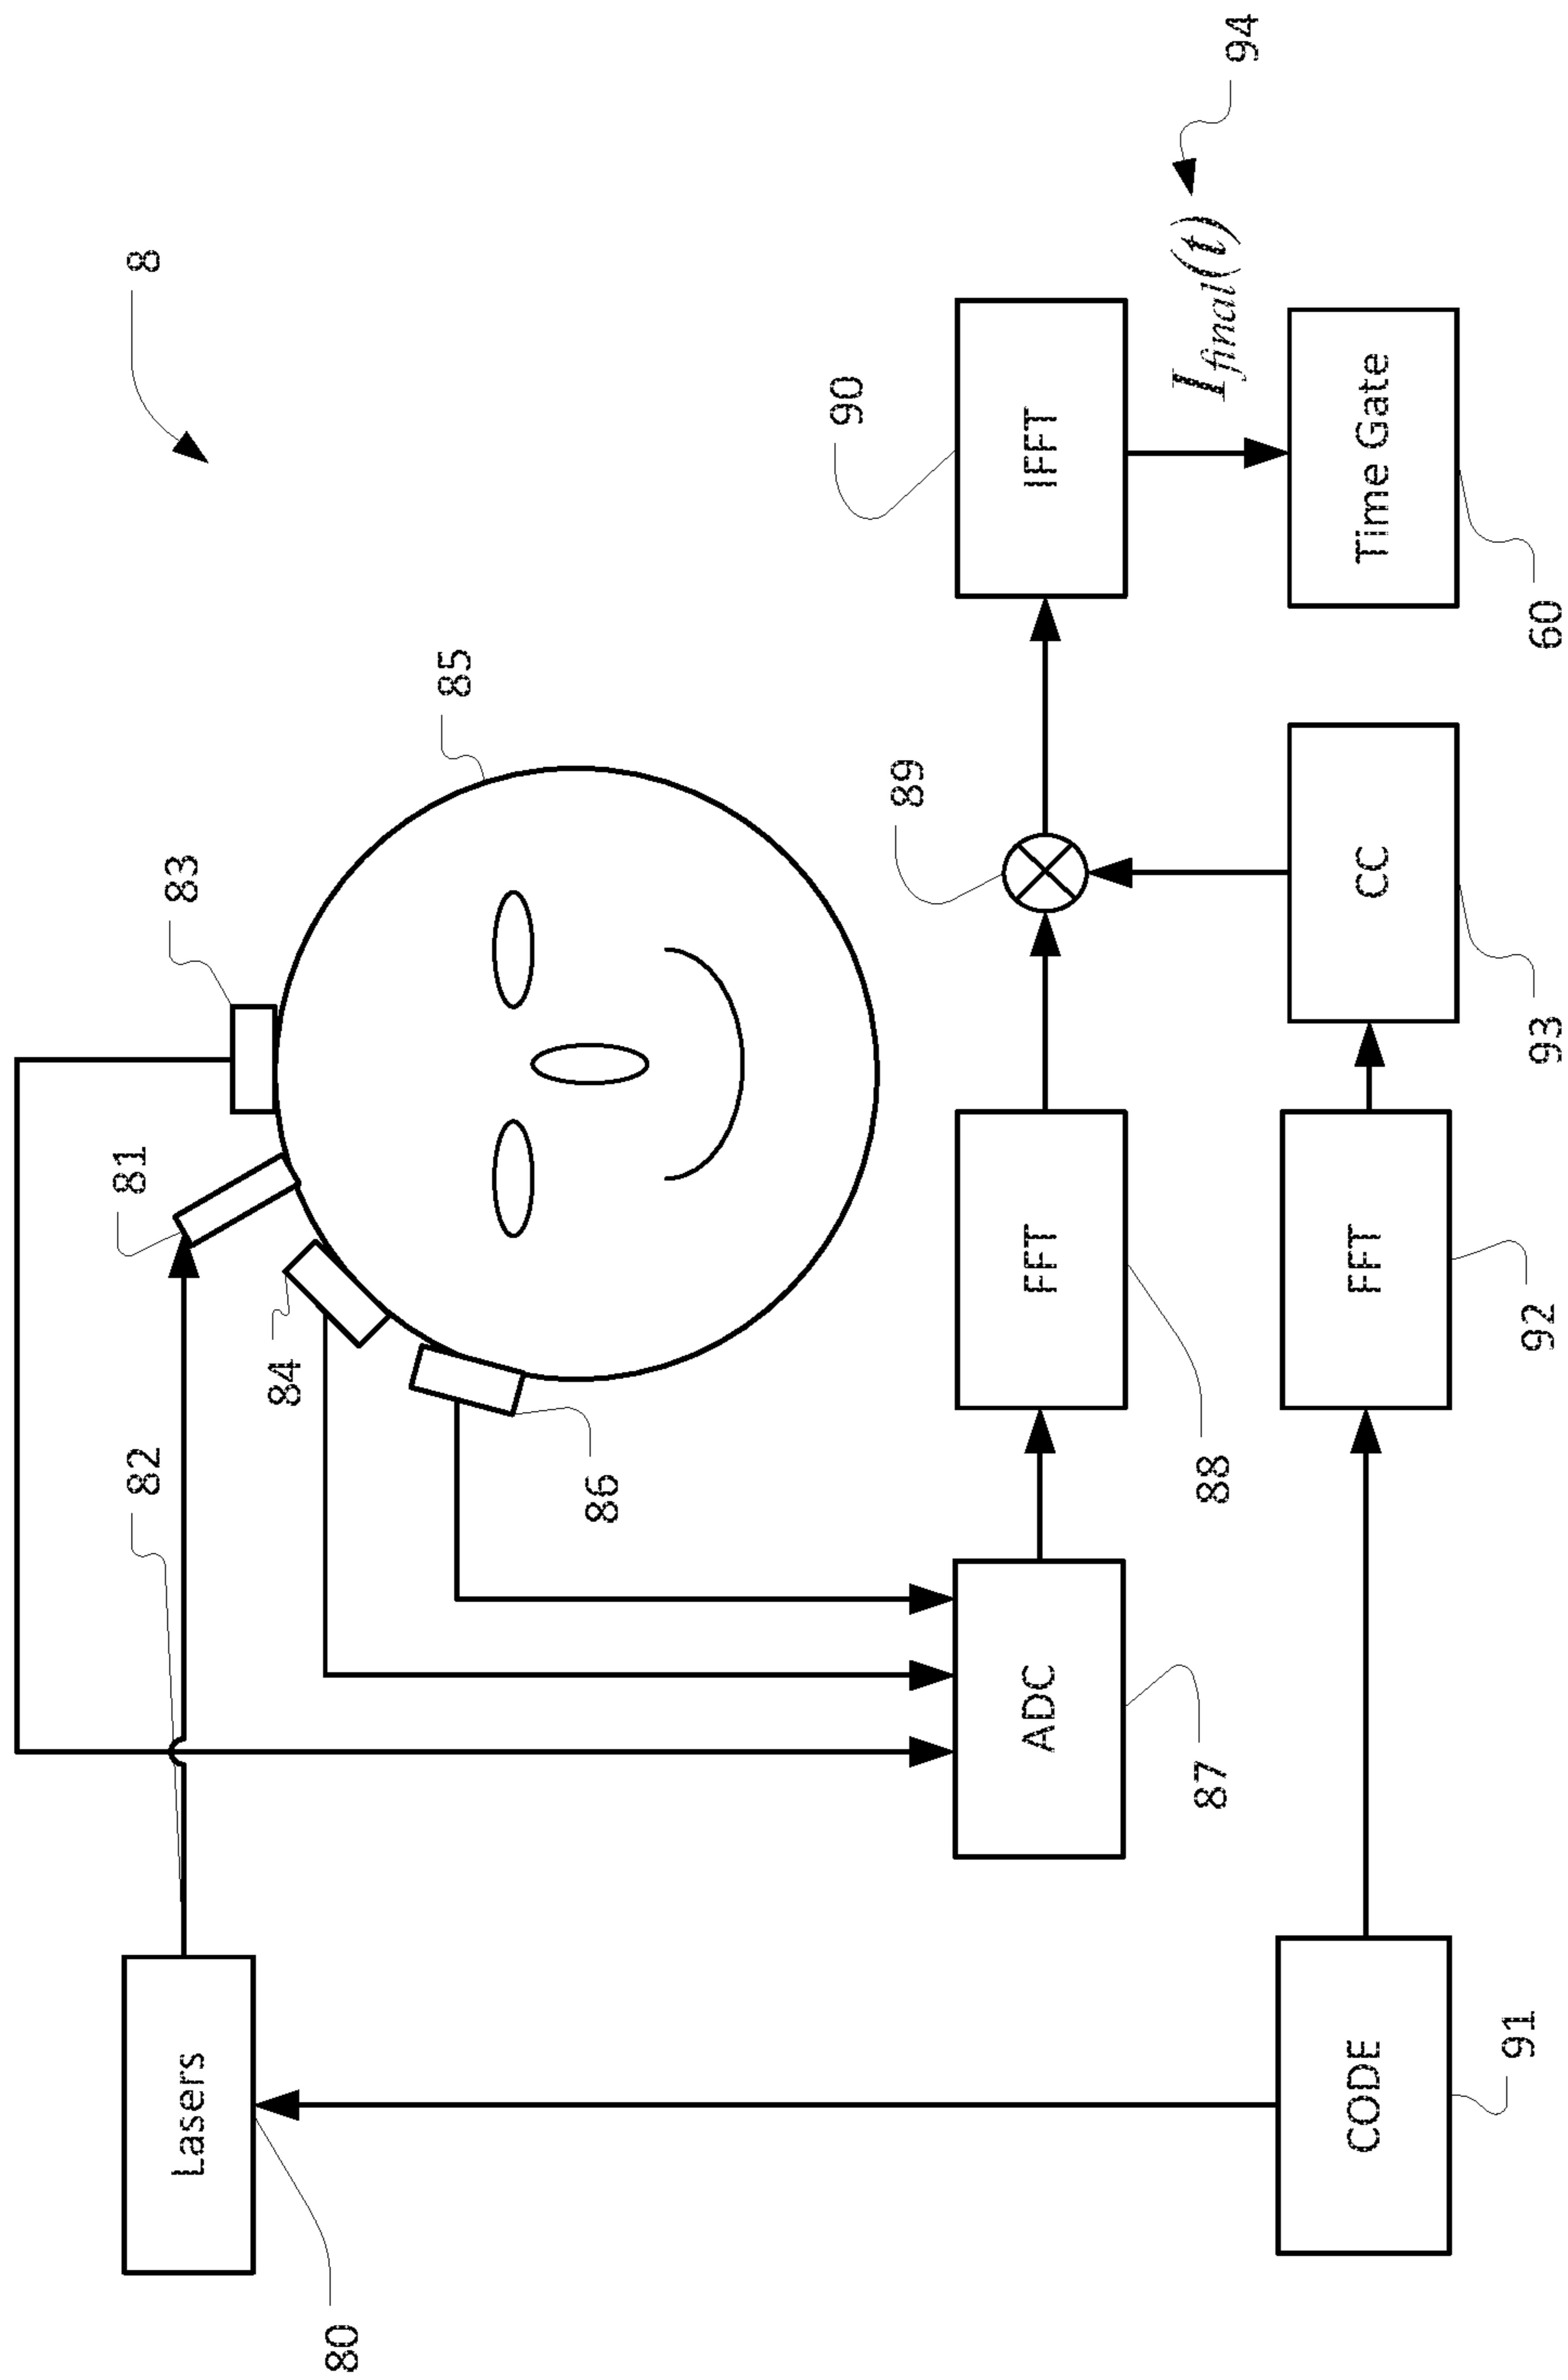 8
Lasers
80
82
81
83
84
86
85
ADC
87
FFT
88
89
IFFT
90
I_final(t)
94
CODE
91
FFT
92
CC
93
Time Gate
60